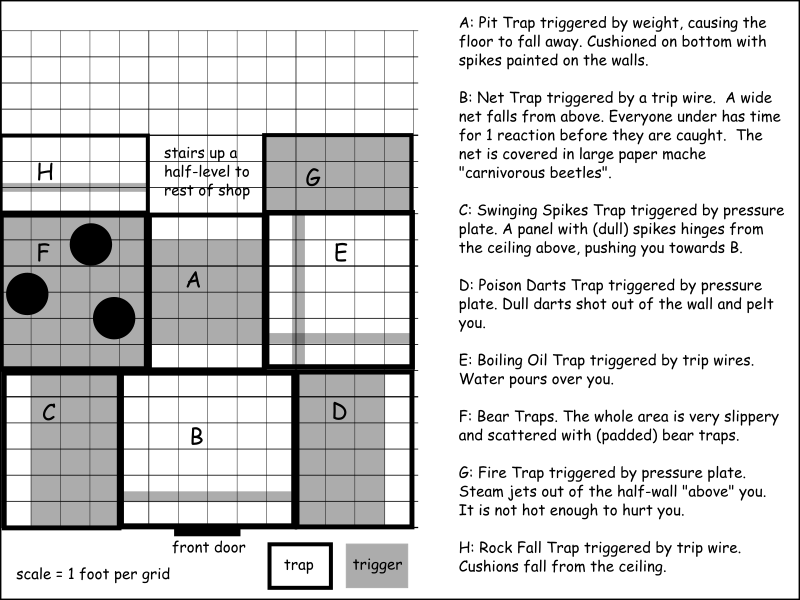 stairs up a
half-level to
rest of shop
H
G
F
E
A
C
D
B
front door
scale = 1 foot per grid
trap
trigger
A: Pit Trap triggered by weight, causing the
floor to fall away. Cushioned on bottom with
spikes painted on the walls.
B: Net Trap triggered by a trip wire.  A wide
net falls from above. Everyone under has time
for 1 reaction before they are caught.  The
net is covered in large paper mache
"carnivorous beetles".
C: Swinging Spikes Trap triggered by pressure
plate. A panel with (dull) spikes hinges from
the ceiling above, pushing you towards B.
D: Poison Darts Trap triggered by pressure
plate. Dull darts shot out of the wall and pelt
you.
E: Boiling Oil Trap triggered by trip wires.
Water pours over you.
F: Bear Traps. The whole area is very slippery
and scattered with (padded) bear traps.
G: Fire Trap triggered by pressure plate.
Steam jets out of the half-wall "above" you.
It is not hot enough to hurt you.
H: Rock Fall Trap triggered by trip wire.
Cushions fall from the ceiling.